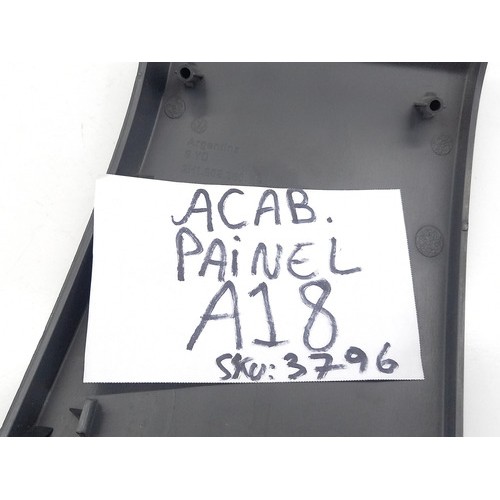 ACAB.
PAINEL
A18
SKU: 3796